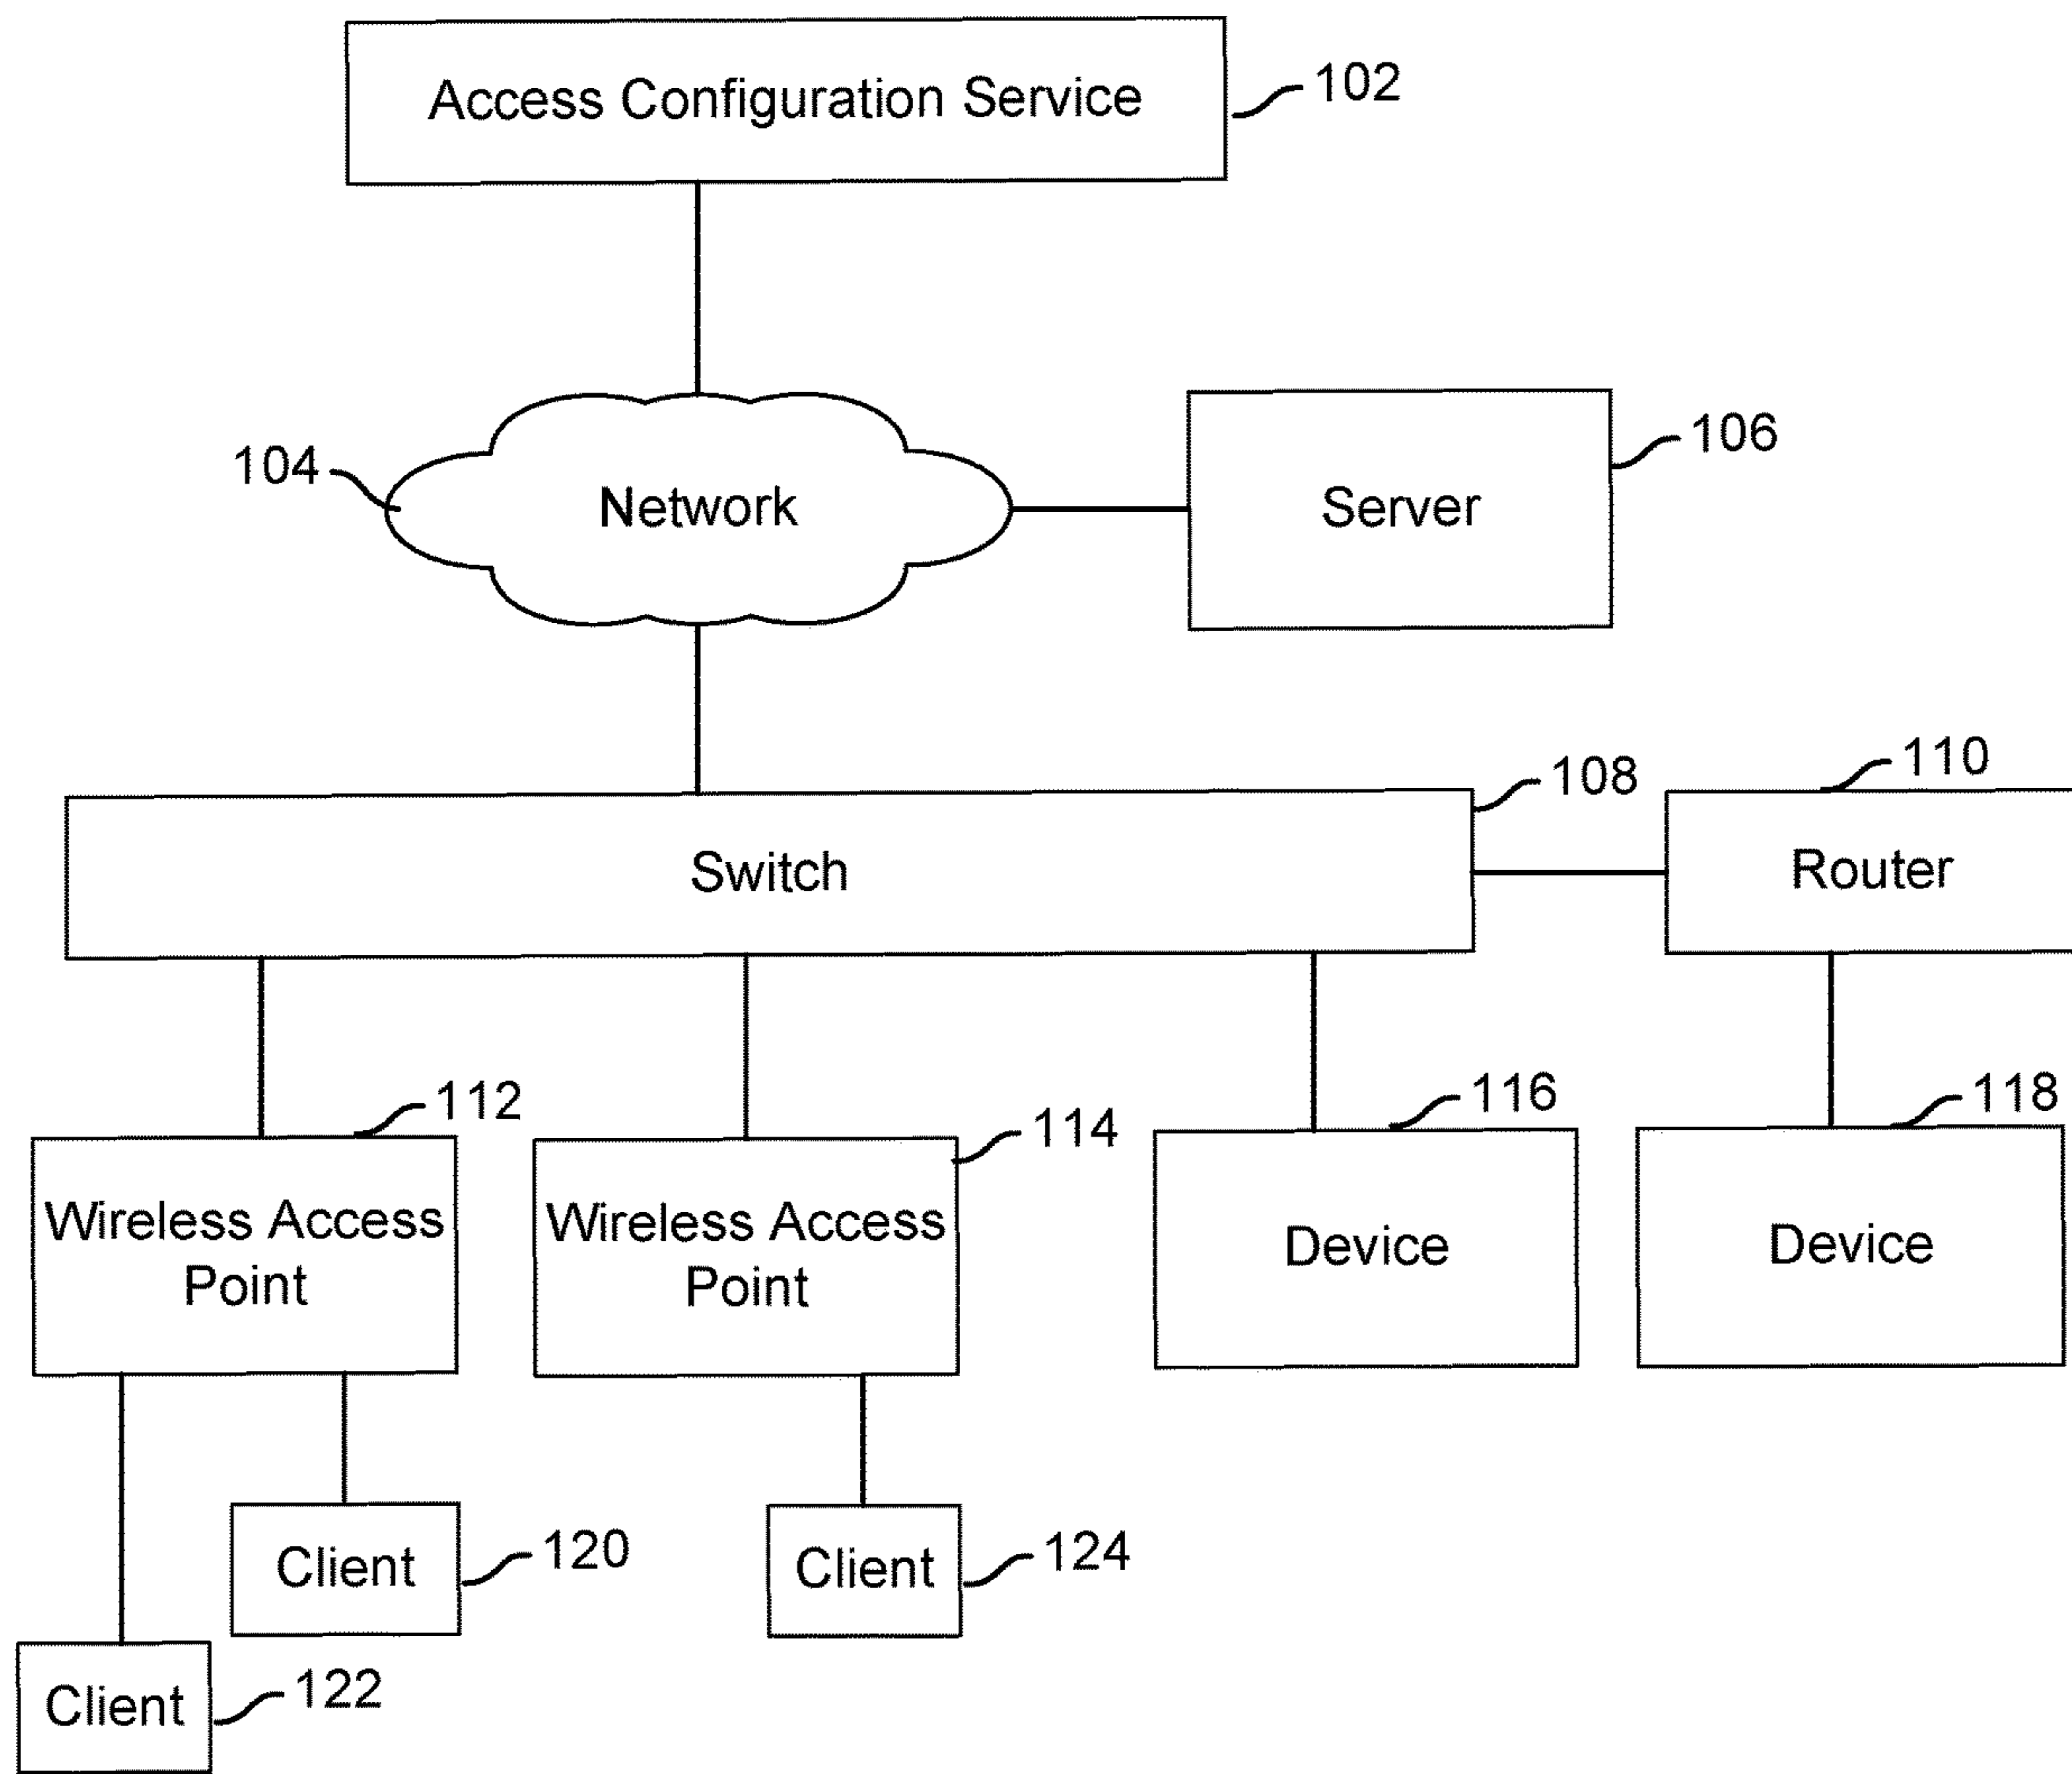 Access Configuration Service
102
104
Network
Server
106
108
110
Switch
Router
112
114
116
118
Wireless Access
Point
Wireless Access
Point
Device
Device
Client
120
Client
124
Client
122